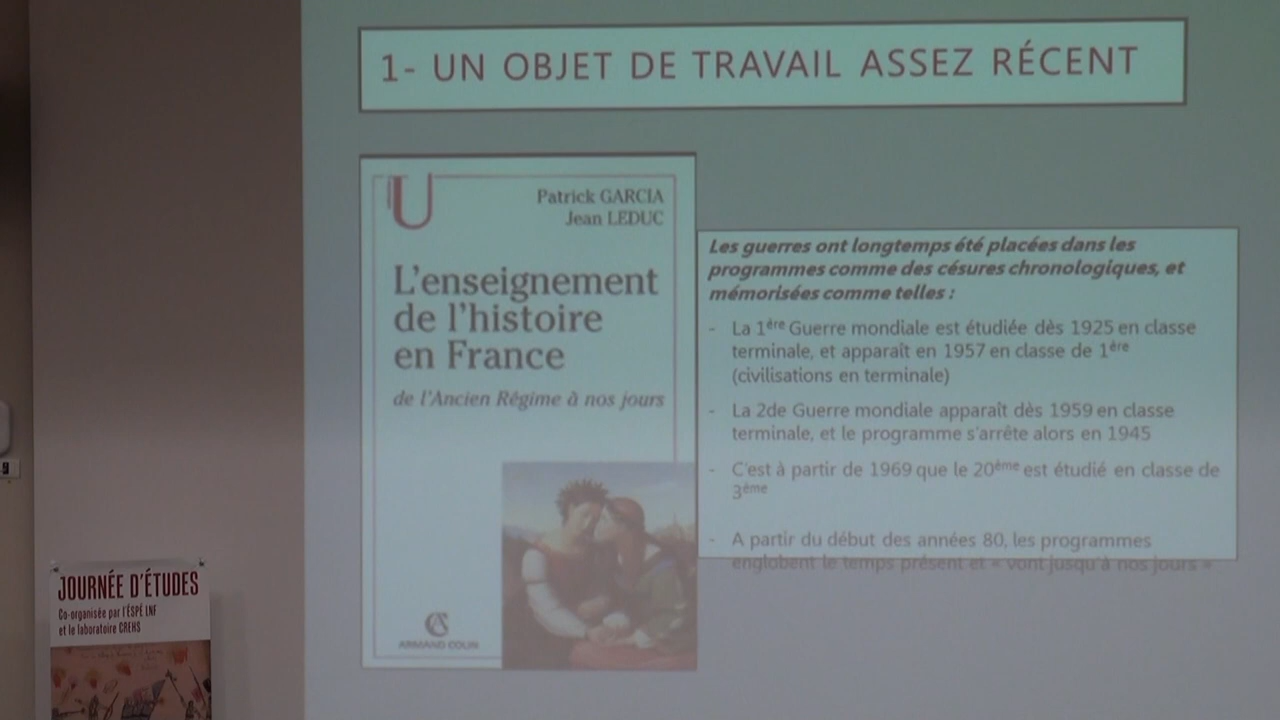 1- UN OBJET DE TRAVAIL ASSEZ RÉCENT
U
Patrick GARCIA
Jean LEDUC
L'enseignement
de l'histoire
en France
de l'Ancien Régime à nos jours
ARMAND COLIN
Les guerres ont longtemps été placées dans les
programmes comme des césures chronologiques, et
mémorisées comme telles :
- La 1ère Guerre mondiale est étudiée dès 1925 en classe
terminale, et apparaît en 1957 en classe de 1ère
(civilisations en terminale)
- La 2de Guerre mondiale apparaît dès 1959 en classe
terminale, et le programme s'arrête alors en 1945
- C'est à partir de 1969 que le 20ème est étudié en classe de
3ème
- A partir du début des années 80, les programmes
englobent le temps présent et « vont jusqu'à nos jours »
JOURNÉE D'ÉTUDES
Co-organisée par l'ÉSPÉ LNF
et le laboratoire CREHS